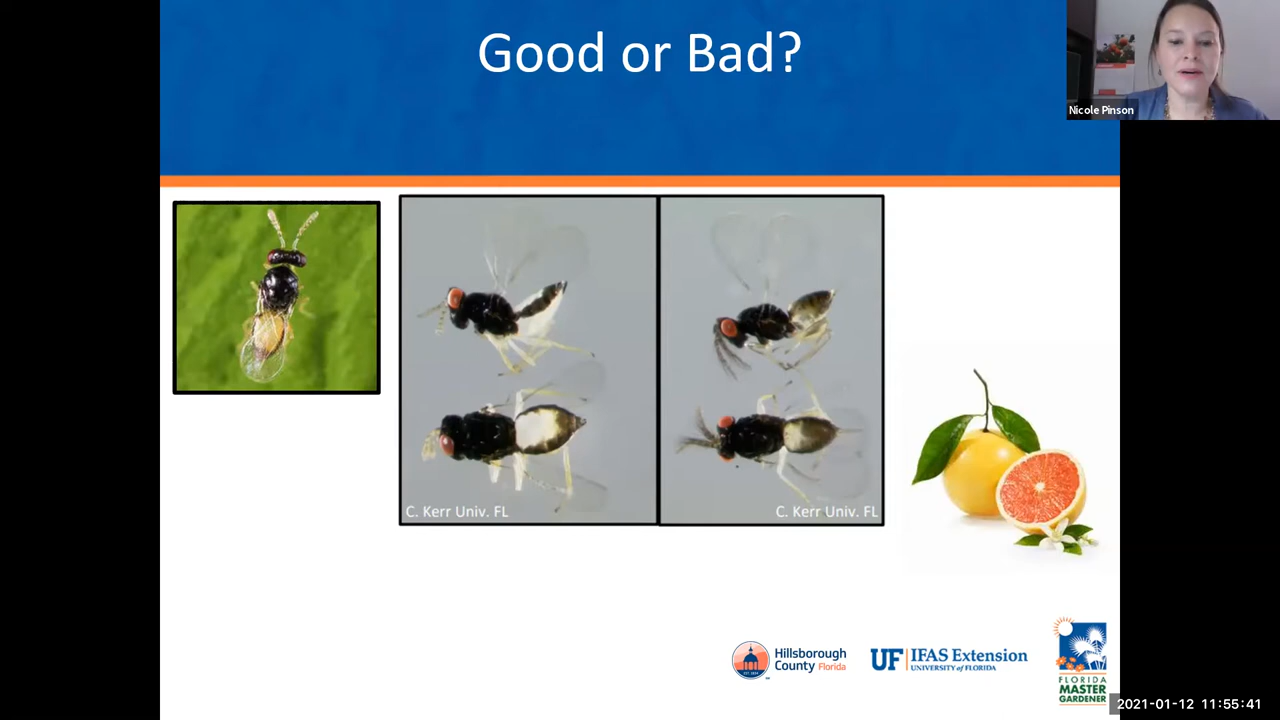 Good or Bad?
Nicole Pinson
C. Kerr Univ. FL
C. Kerr Univ. FL
Hillsborough
County Florida
UF IFAS Extension
UNIVERSITY of FLORIDA
FLORIDA
MASTER
GARDENER
2021-01-12 11:55:41